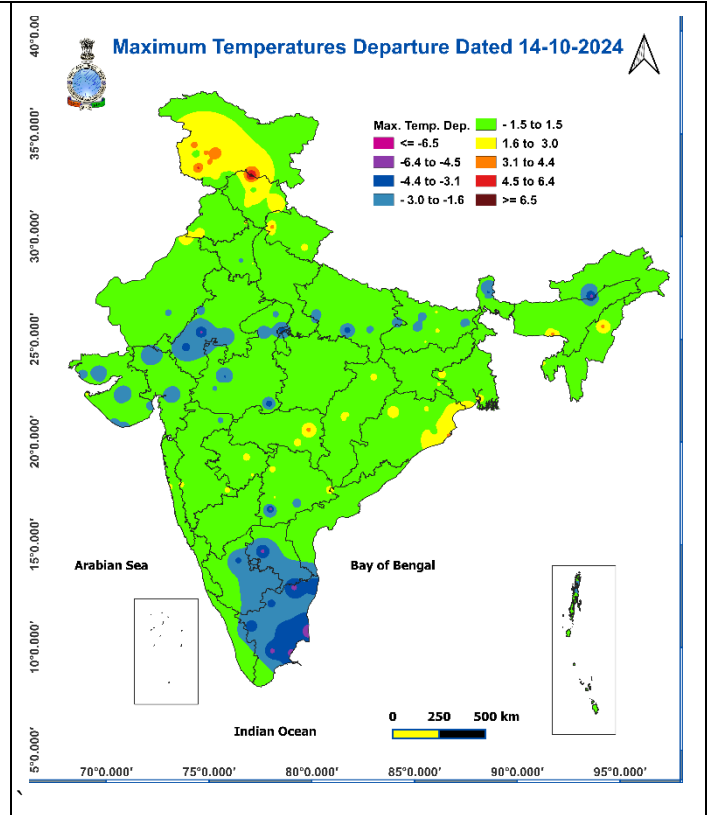 Maximum Temperatures Departure Dated 14-10-2024
Max. Temp. Dep.
<= -6.5
-6.4 to -4.5
-4.4 to -3.1
- 3.0 to -1.6
- 1.5 to 1.5
1.6 to 3.0
3.1 to 4.4
4.5 to 6.4
>= 6.5
40°0.00
35°0.000'
30°0.000'
25°0.000'
20°0.000'
15°0.000'
10°0.000'
5°0.000'
Arabian Sea
Bay of Bengal
Indian Ocean
0 250 500 km
70°0.000' 75°0.000' 80°0.000' 85°0.000' 90°0.000' 95°0.000'
`